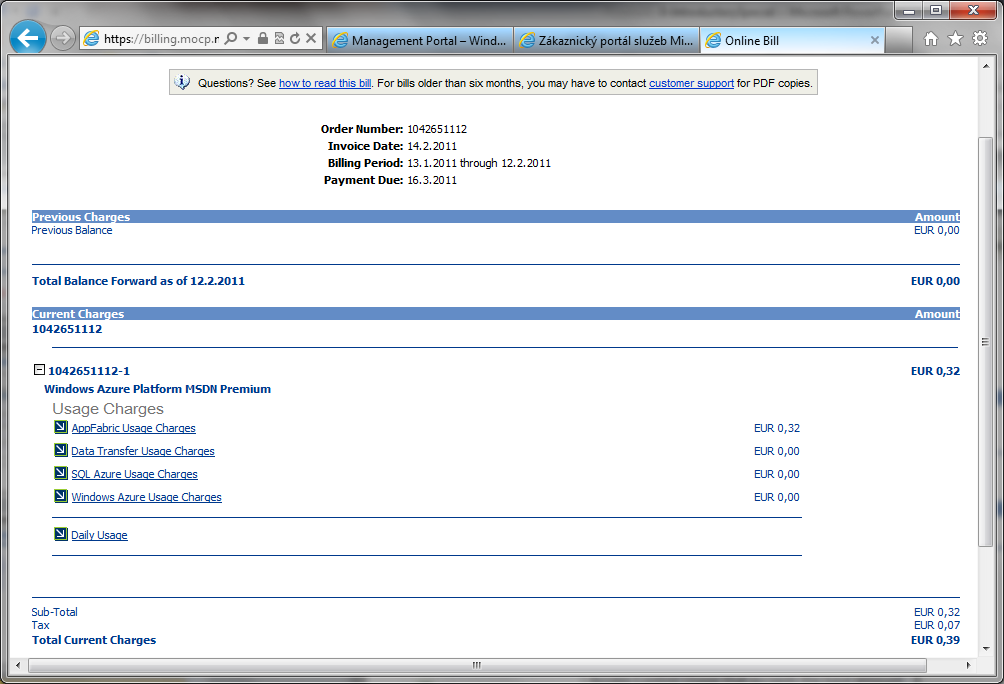 https://billing.mocp.r
Management Portal – Wind...
Zákaznický portál služeb Mi...
Online Bill
Questions? See how to read this bill. For bills older than six months, you may have to contact customer support for PDF copies.
Order Number: 1042651112
Invoice Date: 14.2.2011
Billing Period: 13.1.2011 through 12.2.2011
Payment Due: 16.3.2011
Previous Charges Amount
Previous Balance EUR 0,00
Total Balance Forward as of 12.2.2011 EUR 0,00
Current Charges Amount
1042651112
1042651112-1 EUR 0,32
Windows Azure Platform MSDN Premium
Usage Charges
AppFabric Usage Charges EUR 0,32
Data Transfer Usage Charges EUR 0,00
SQL Azure Usage Charges EUR 0,00
Windows Azure Usage Charges EUR 0,00
Daily Usage
Sub-Total EUR 0,32
Tax EUR 0,07
Total Current Charges EUR 0,39